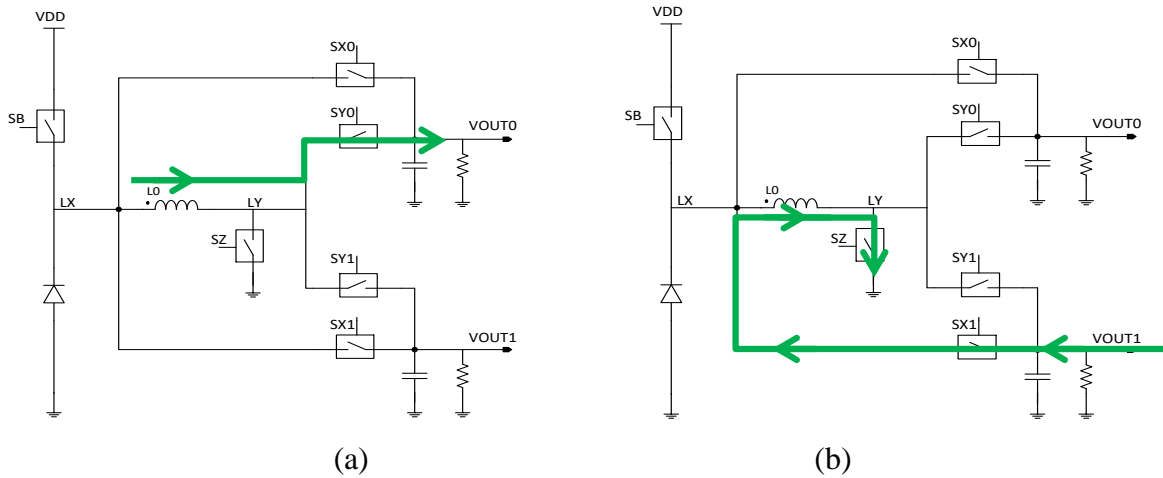 VDD
SX0
SB
SY0
VOUT0
L0
LX
LY
SZ
SY1
SX1
VOUT1
(a)
VDD
SX0
SB
SY0
VOUT0
L0
LX
LY
SZ
SY1
SX1
VOUT1
(b)